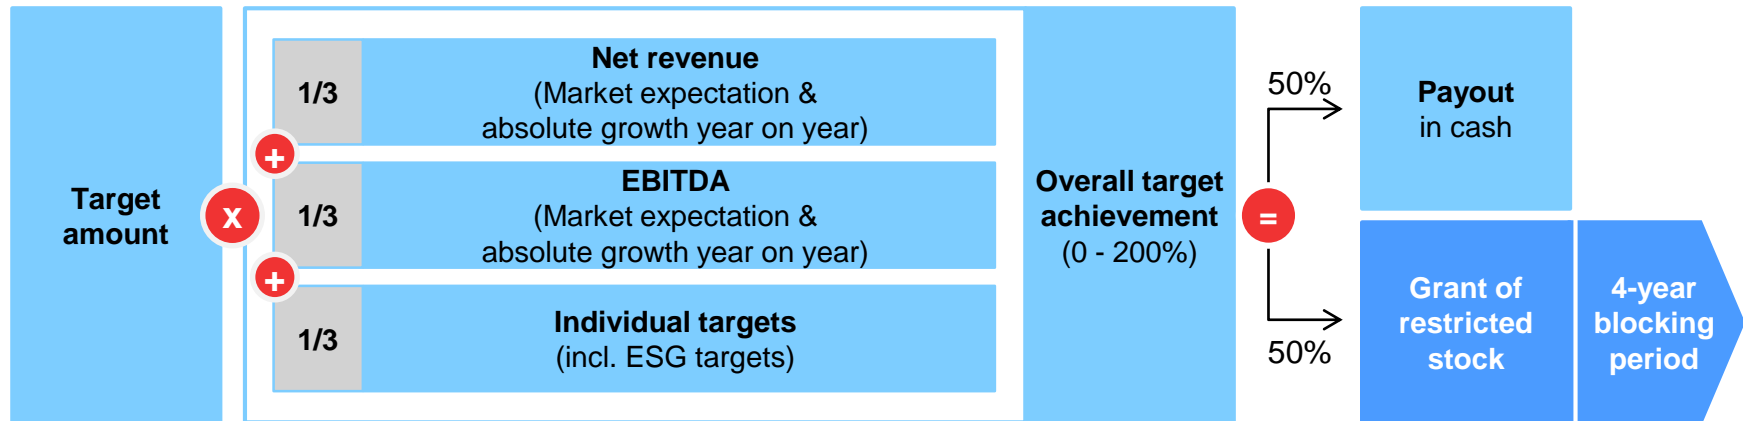 Target
amount
x
1/3
Net revenue
(Market expectation &
absolute growth year on year)
+
1/3
EBITDA
(Market expectation &
absolute growth year on year)
+
1/3
Individual targets
(incl. ESG targets)
Overall target
achievement
(0 - 200%)
=
50%
Payout
in cash
50%
Grant of
restricted
stock
4-year
blocking
period